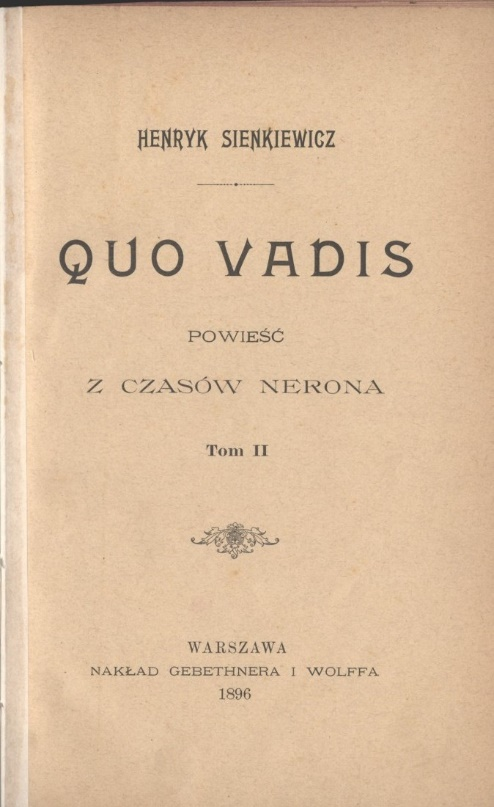 HENRYK SIENKIEWICZ
QUO VADIS
POWIEŚĆ
Z CZASÓW NERONA
Tom II
WARSZAWA
NAKŁAD GEBETHNERA I WOLFFA
1896